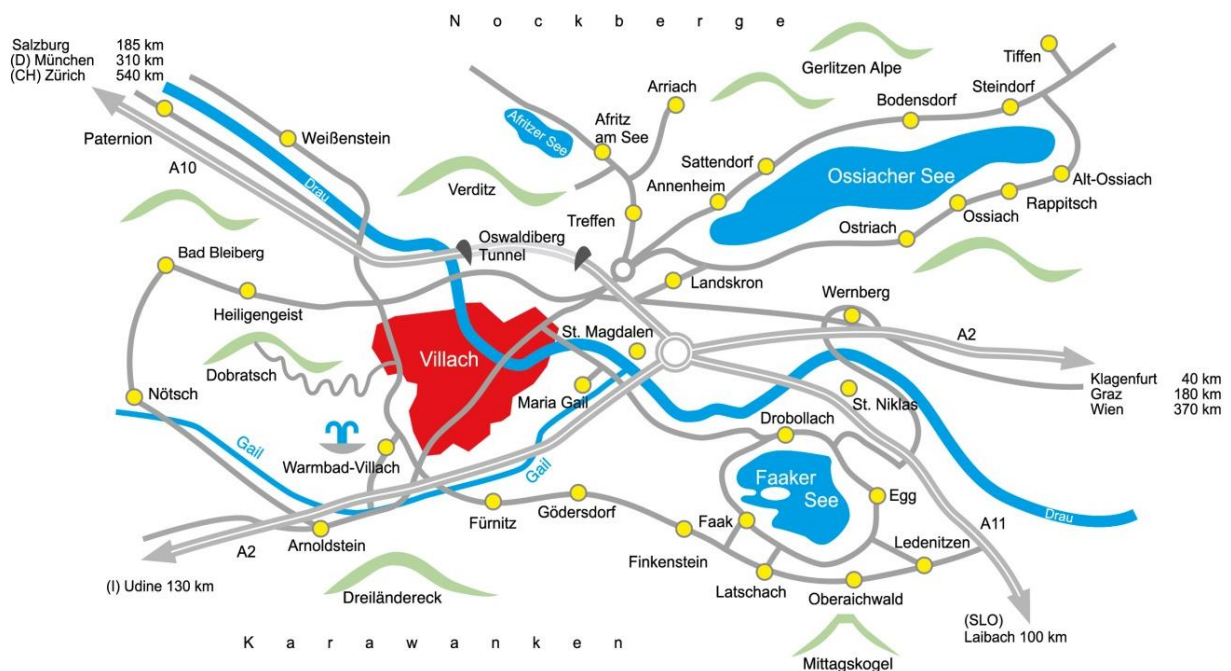 N o c k b e r g e
Salzburg 185 km
(D) München 310 km
(CH) Zürich 540 km
Tiffen
Gerlitzen Alpe
Steindorf
Arriach
Bodensdorf
Afritzer See
Afritz
am See
Paternion
Weißenstein
Sattendorf
A10
Drau
Verditz
Annenheim
Ossiacher See
Alt-Ossiach
Rappitsch
Treffen
Ossiach
Ostriach
Oswaldiberg
Tunnel
Bad Bleiberg
Landskron
Heiligengeist
Wernberg
St. Magdalen
A2
Villach
Dobratsch
Klagenfurt 40 km
Graz 180 km
Wien 370 km
Nötsch
Maria Gail
St. Niklas
Drobollach
Gail
Warmbad-Villach
Gail
Faaker
See
Egg
Fürnitz
Gödersdorf
Faak
Drau
A11
A2
Arnoldstein
Finkenstein
Ledenitzen
(I) Udine 130 km
Dreiländereck
Latschach
Oberaichwald
(SLO)
Laibach 100 km
K a r a w a n k e n
Mittagskogel